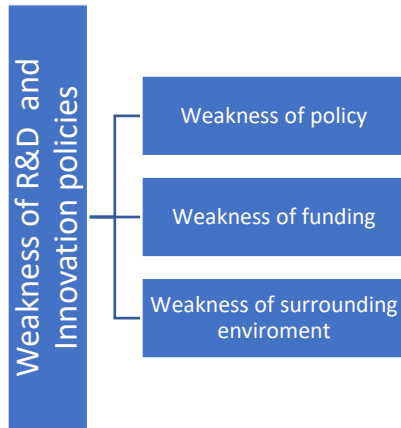 Weakness of R&D and
Innovation policies
Weakness of policy
Weakness of funding
Weakness of surrounding
enviroment